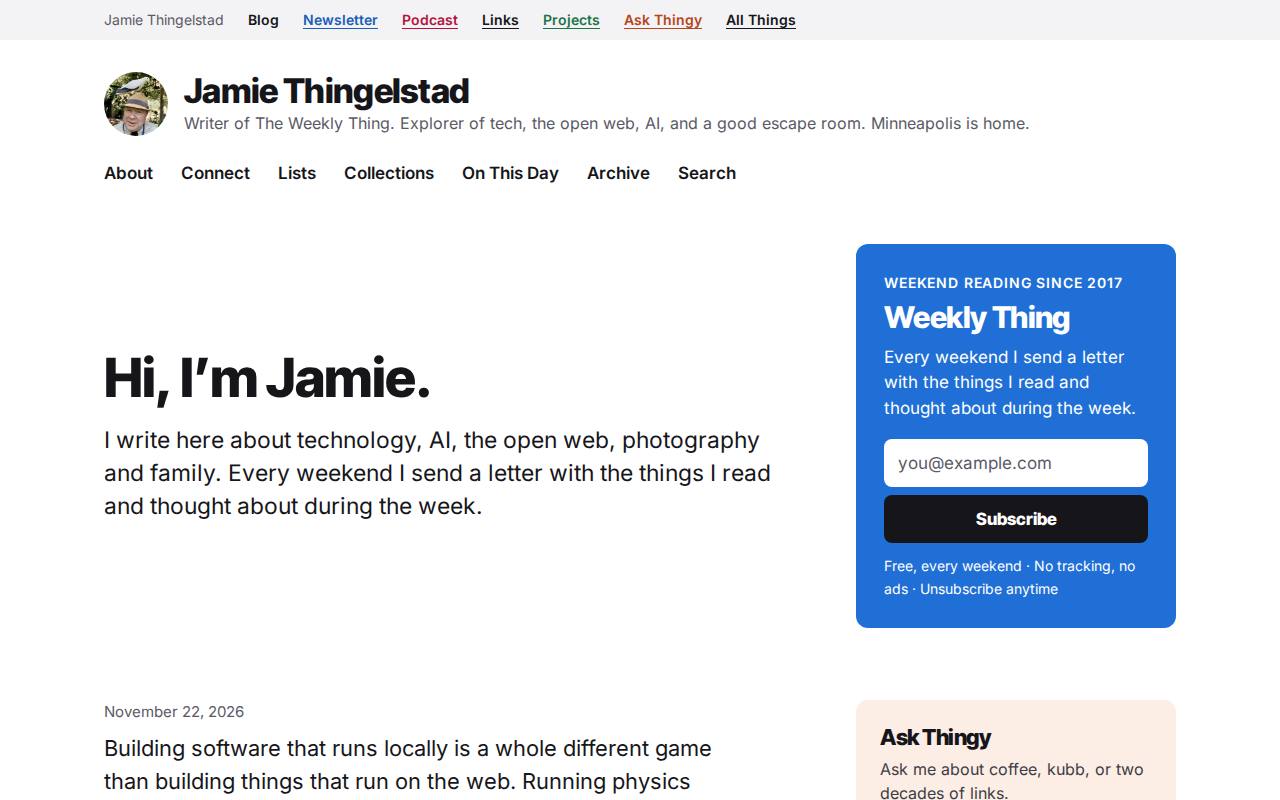 Jamie Thingelstad Blog Newsletter Podcast Links Projects Ask Thingy All Things
Jamie Thingelstad
Writer of The Weekly Thing. Explorer of tech, the open web, AI, and a good escape room. Minneapolis is home.
About Connect Lists Collections On This Day Archive Search
Hi, I’m Jamie.
I write here about technology, AI, the open web, photography
and family. Every weekend I send a letter with the things I read
and thought about during the week.
WEEKEND READING SINCE 2017
Weekly Thing
Every weekend I send a letter
with the things I read and
thought about during the week.
you@example.com
Subscribe
Free, every weekend · No tracking, no
ads · Unsubscribe anytime
November 22, 2026
Building software that runs locally is a whole different game
than building things that run on the web. Running physics
Ask Thingy
Ask me about coffee, kubb, or two
decades of links.